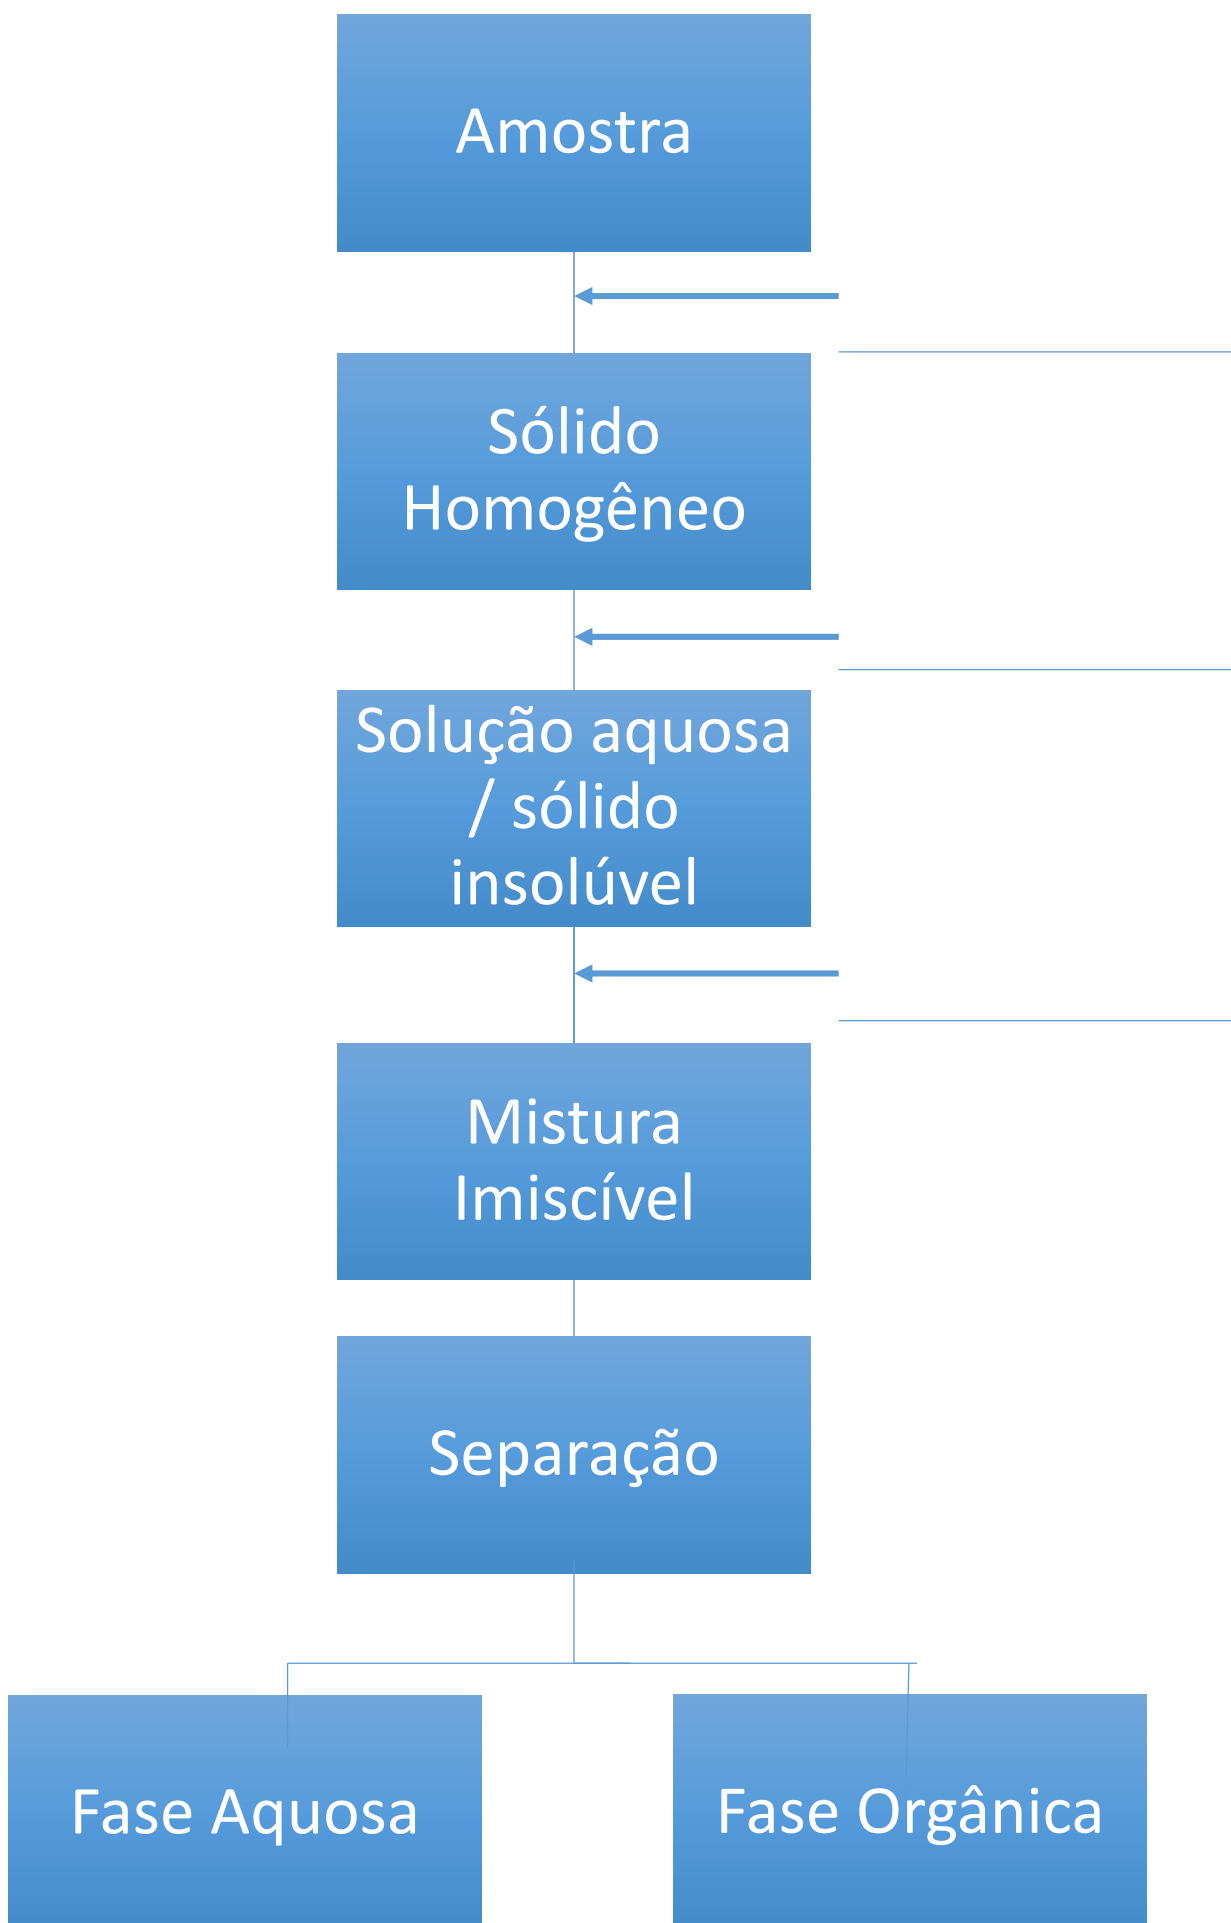 Amostra
Sólido
Homogêneo
Solução aquosa
/ sólido
insolúvel
Mistura
Imiscível
Separação
Fase Aquosa
Fase Orgânica